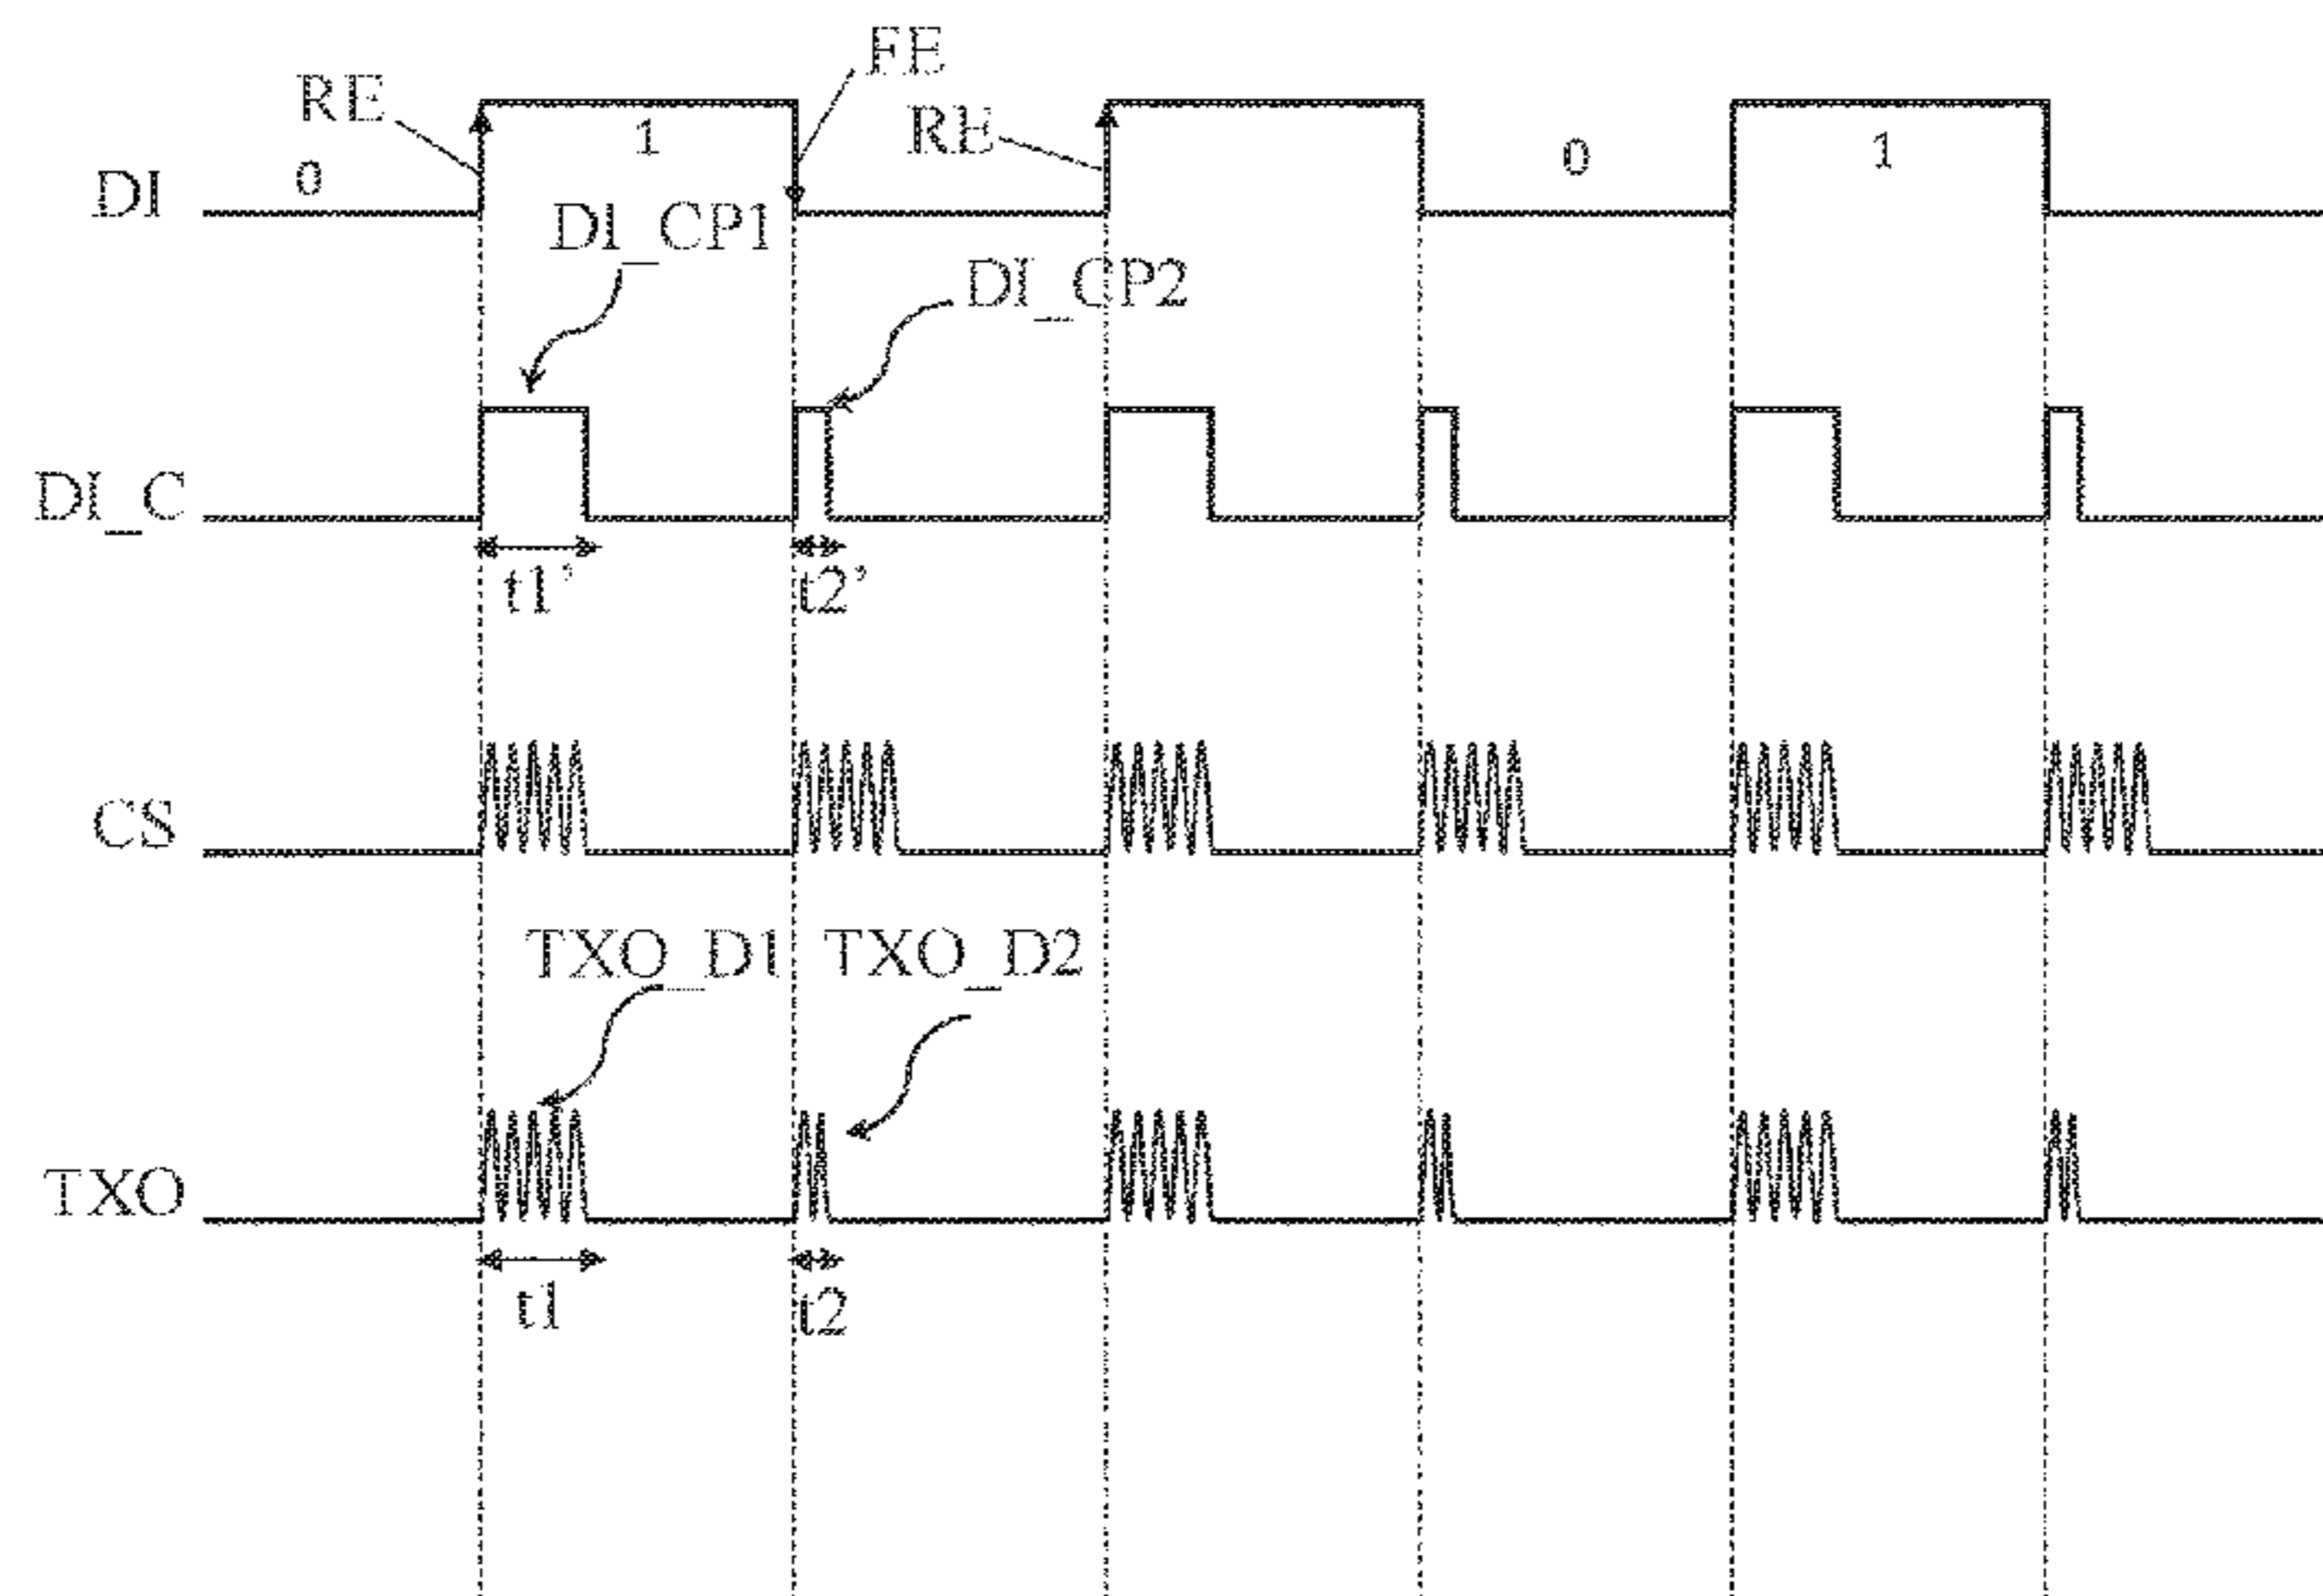 FE
RE
RE
1
0
0
1
DI
DI_CP1
DI_CP2
DI_C
t1’
t2’
CS
TXO_D1
TXO_D2
TXO
t1
t2